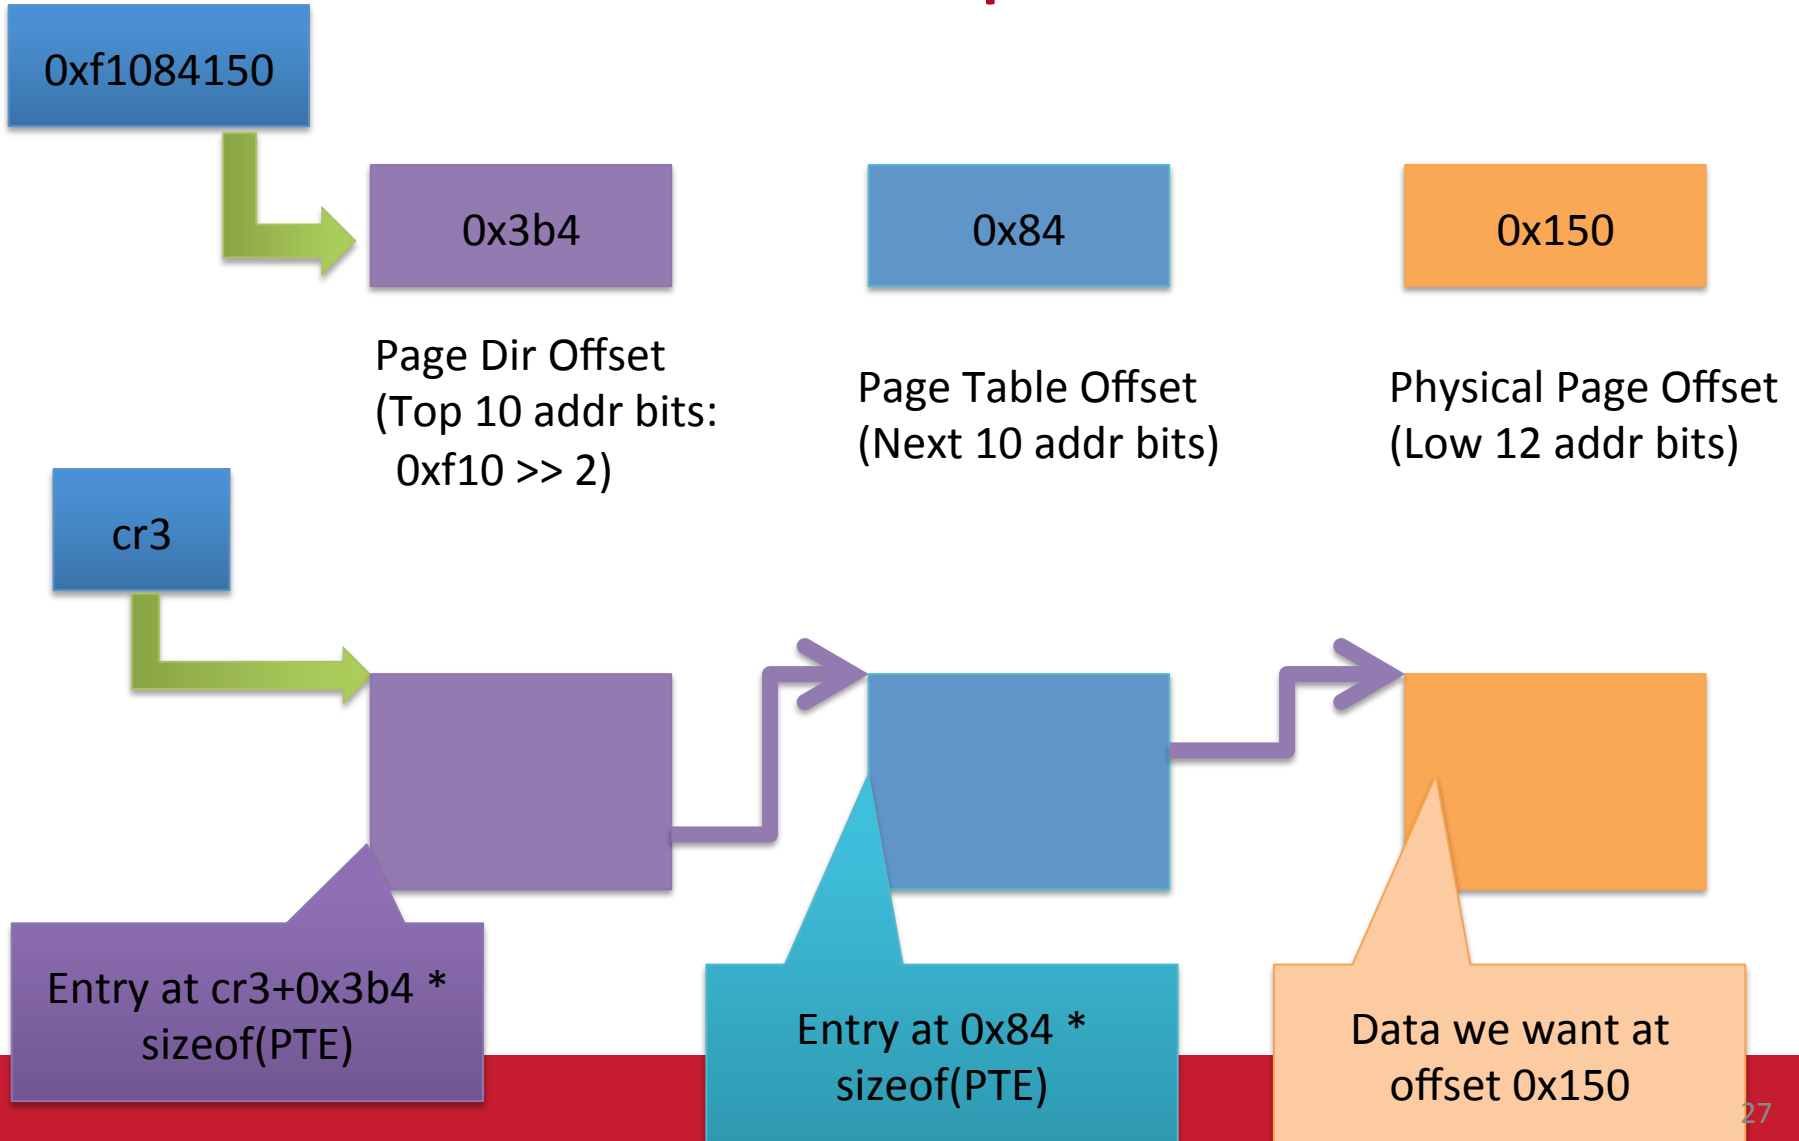 0xf1084150
0x3b4
0x84
0x150
Page Dir Offset
(Top 10 addr bits:
0xf10 >> 2)
Page Table Offset
(Next 10 addr bits)
Physical Page Offset
(Low 12 addr bits)
cr3
Entry at cr3+0x3b4 *
sizeof(PTE)
Entry at 0x84 *
sizeof(PTE)
Data we want at
offset 0x150
27